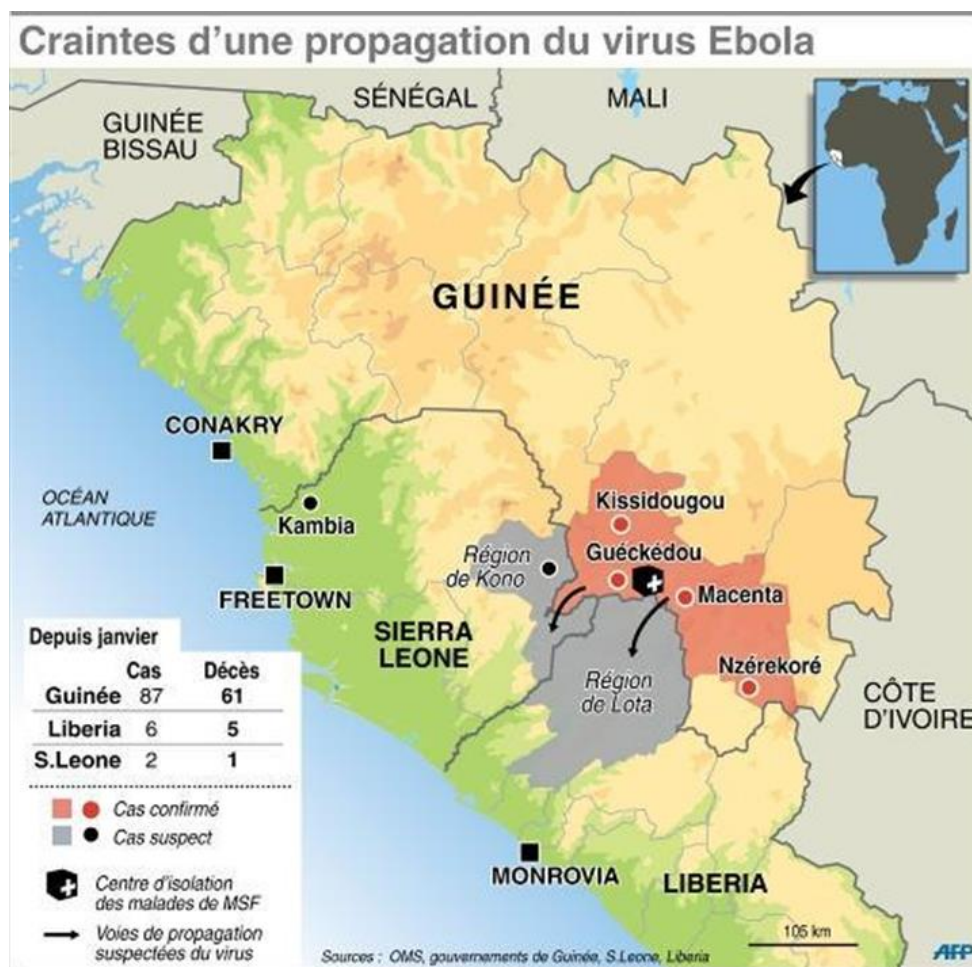 Craintes d'une propagation du virus Ebola
SÉNÉGAL
MALI
GUINÉE
BISSAU
GUINÉE
CONAKRY
OCÉAN
ATLANTIQUE
Kambia
Kissidougou
Guéckédou
Région
de Kono
Macenta
FREETOWN
SIERRA
LEONE
Nzérekoré
Région
de Lota
CÔTE
D'IVOIRE
Depuis janvier
Cas Décès
Guinée 87 61
Liberia 6 5
S.Leone 2 1
Cas confirmé
Cas suspect
Centre d'isolation
des malades de MSF
Voies de propagation
suspectées du virus
MONROVIA
LIBERIA
105 km
Sources : OMS, gouvernements de Guinée, S.Leone, Liberia
AFP